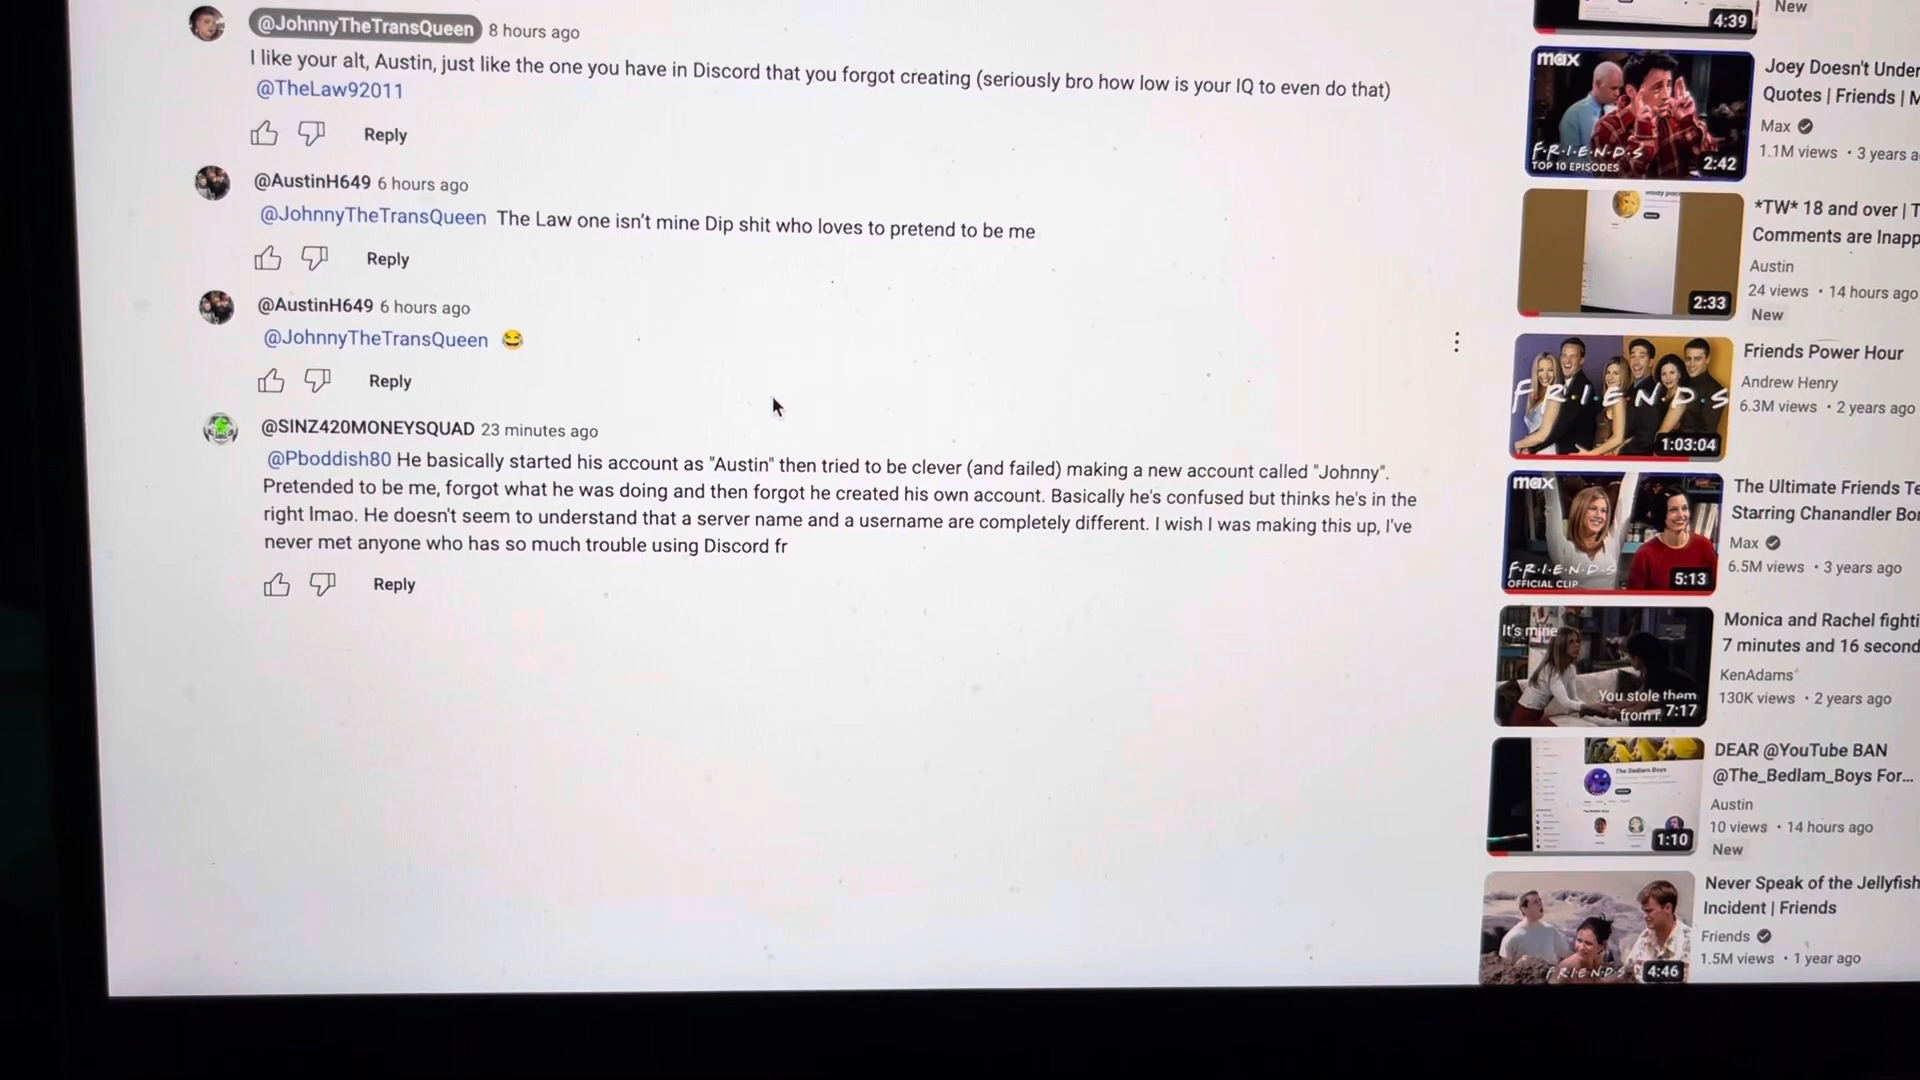 @JohnnyTheTransQueen 8 hours ago
I like your alt, Austin, just like the one you have in Discord that you forgot creating (seriously bro how low is your IQ to even do that)
@TheLaw92011
Reply
@AustinH649 6 hours ago
@JohnnyTheTransQueen The Law one isn't mine Dip shit who loves to pretend to be me
Reply
@AustinH649 6 hours ago
@JohnnyTheTransQueen 😂
Reply
@SINZ420MONEYSQUAD 23 minutes ago
@Pboddish80 He basically started his account as "Austin" then tried to be clever (and failed) making a new account called "Johnny".
Pretended to be me, forgot what he was doing and then forgot he created his own account. Basically he's confused but thinks he's in the
right lmao. He doesn't seem to understand that a server name and a username are completely different. I wish I was making this up, I've
never met anyone who has so much trouble using Discord fr
Reply
4:39
New
max
F·R·I·E·N·D·S
TOP 10 EPISODES
2:42
Joey Doesn't Under
Quotes | Friends | M
Max
1.1M views • 3 years a
2:33
*TW* 18 and over | T
Comments are Inapp
Austin
24 views • 14 hours ago
New
F·R·I·E·N·D·S
1:03:04
Friends Power Hour
Andrew Henry
6.3M views • 2 years ago
max
F·R·I·E·N·D·S
OFFICIAL CLIP
5:13
The Ultimate Friends Te
Starring Chanandler Bo
Max
6.5M views • 3 years ago
It's mine
You stole them
from
7:17
Monica and Rachel fighti
7 minutes and 16 second
KenAdams
130K views • 2 years ago
The Bedlam Boys
1:10
DEAR @YouTube BAN
@The_Bedlam_Boys For...
Austin
10 views • 14 hours ago
New
F·R·I·E·N·D·S
4:46
Never Speak of the Jellyfish
Incident | Friends
Friends
1.5M views • 1 year ago